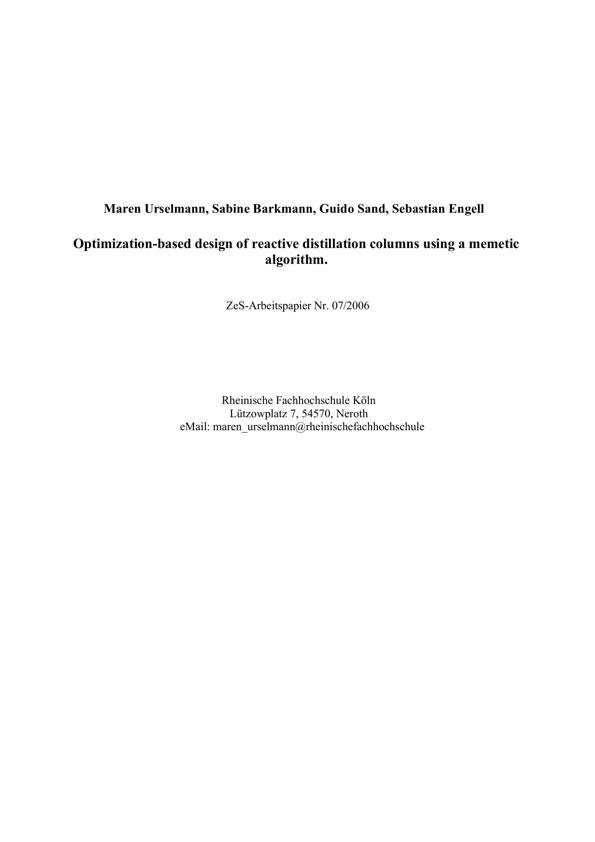 Maren Urselmann, Sabine Barkmann, Guido Sand, Sebastian Engell
Optimization-based design of reactive distillation columns using a memetic
algorithm.
ZeS-Arbeitspapier Nr. 07/2006
Rheinische Fachhochschule Köln
Lützowplatz 7, 54570, Neroth
eMail: maren_urselmann@rheinischefachhochschule